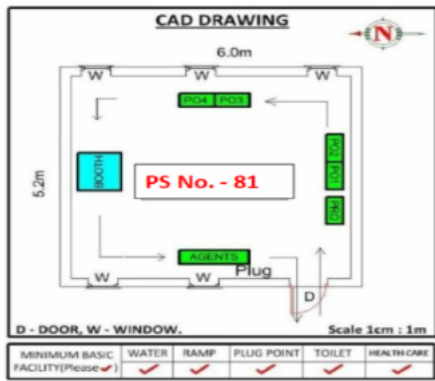 CAD DRAWING
N
6.0m
W W W
PO4 PO3
PO2
PO1
BOOTH
5.2m
PS No. - 81
PRO
AGENTS
Plug
W W
D
D - DOOR, W - WINDOW.
Scale 1cm : 1m
MINIMUM BASIC FACILITY(Please✓) WATER RAMP PLUG POINT TOILET HEALTH CARE
✓ ✓ ✓ ✓ ✓